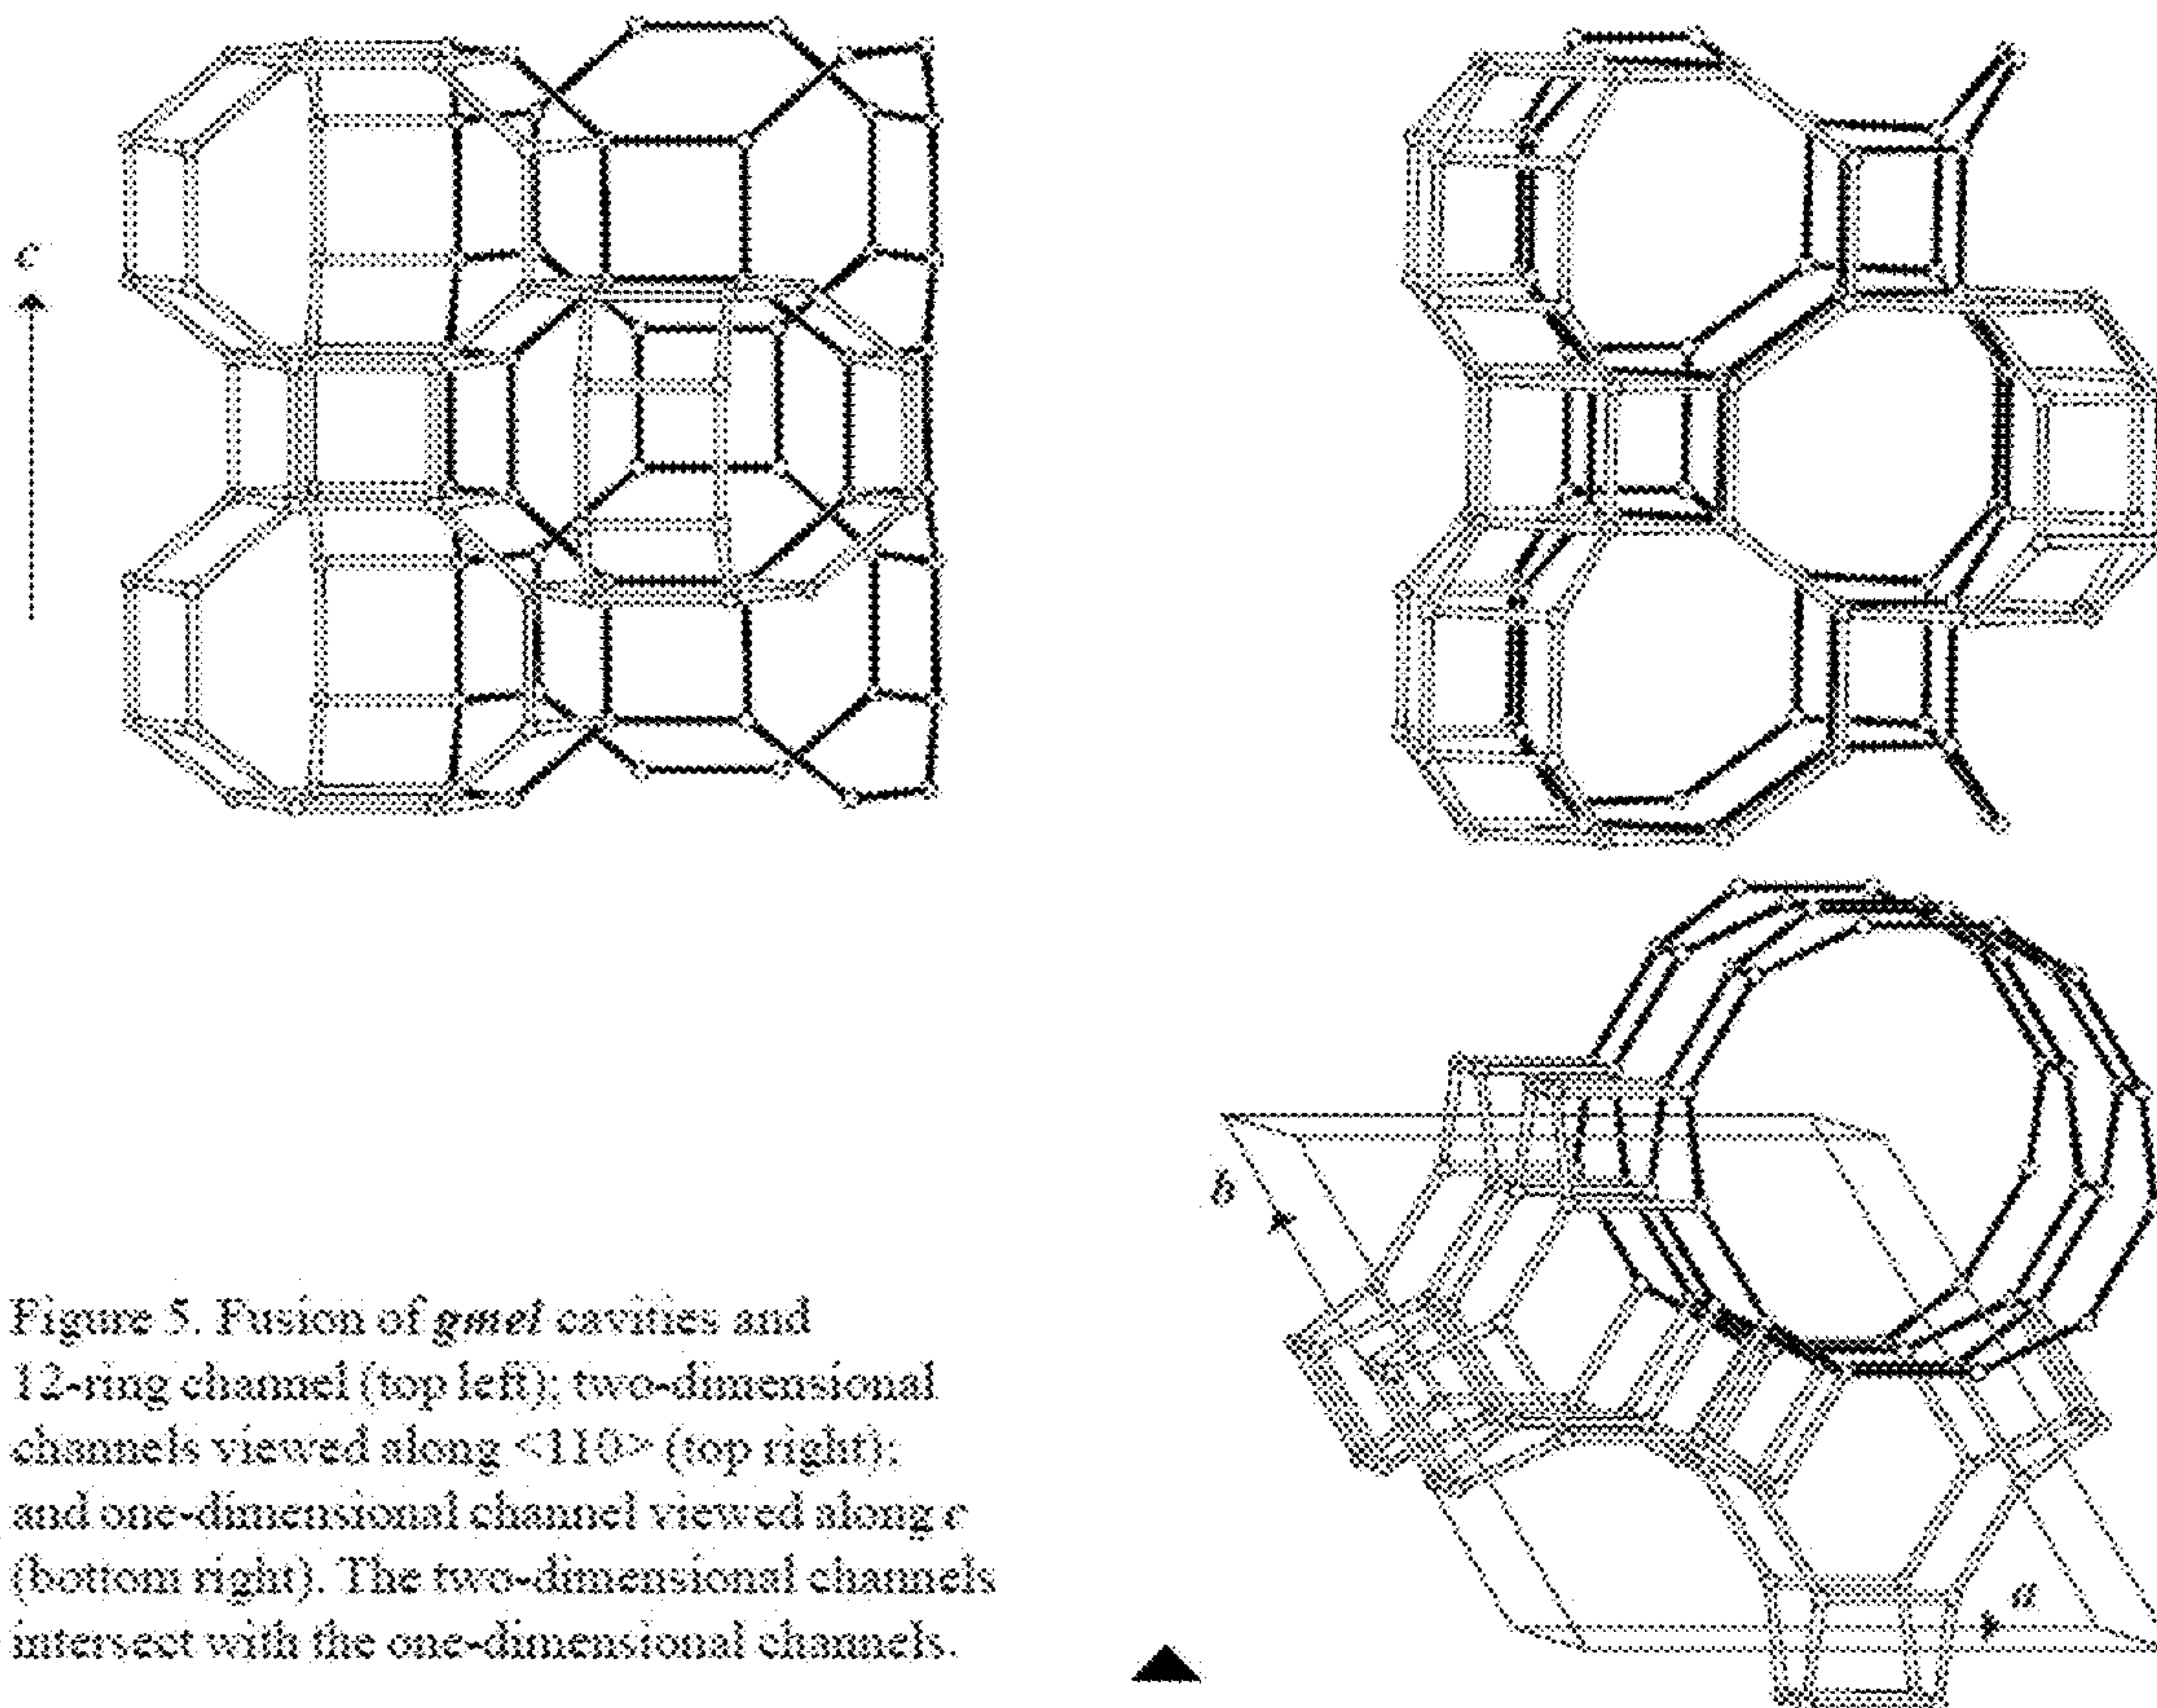 c
b
a
Figure 5. Fusion of gmel cavities and
12-ring channel (top left); two-dimensional
channels viewed along <110> (top right);
and one-dimensional channel viewed along c
(bottom right). The two-dimensional channels
intersect with the one-dimensional channels.